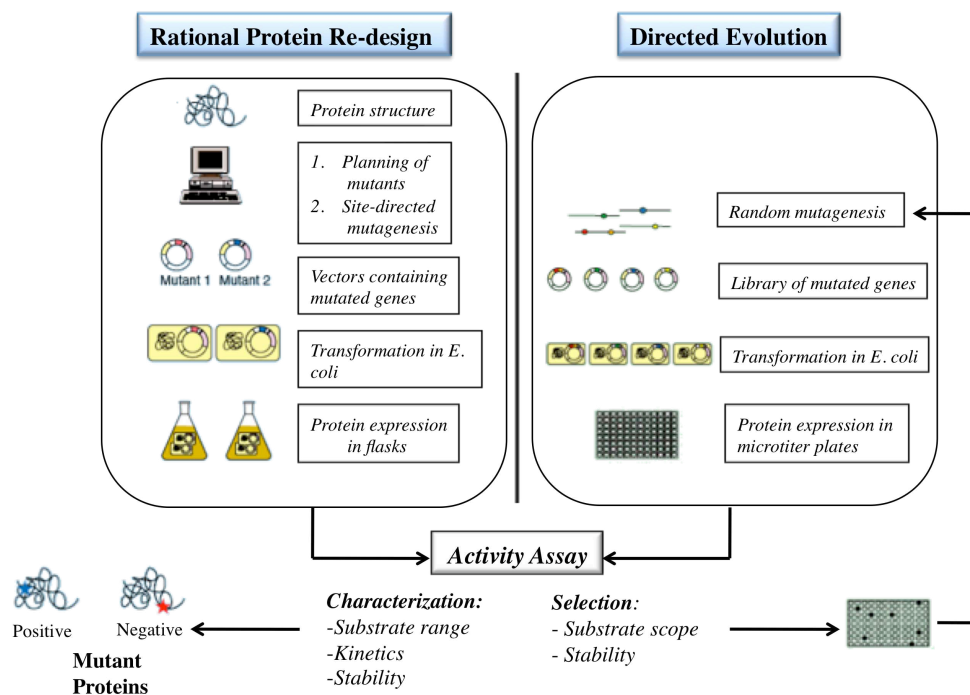 Rational Protein Re-design
Protein structure
1. Planning of
mutants
2. Site-directed
mutagenesis
Mutant 1 Mutant 2
Vectors containing
mutated genes
Transformation in E.
coli
Protein expression
in flasks
Directed Evolution
Random mutagenesis
Library of mutated genes
Transformation in E. coli
Protein expression in
microtiter plates
Activity Assay
Positive
Negative
Mutant
Proteins
Characterization:
-Substrate range
-Kinetics
-Stability
Selection:
- Substrate scope
- Stability